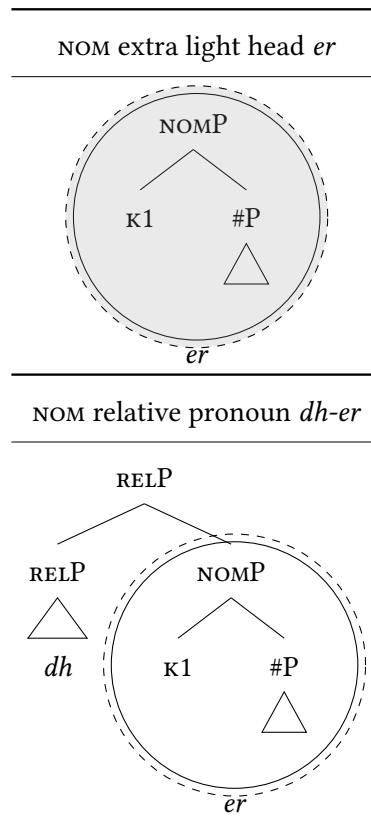 NOM extra light head er
NOMP
K1 #P
er
NOM relative pronoun dh-er
RELP
RELP NOMP
dh K1 #P
er